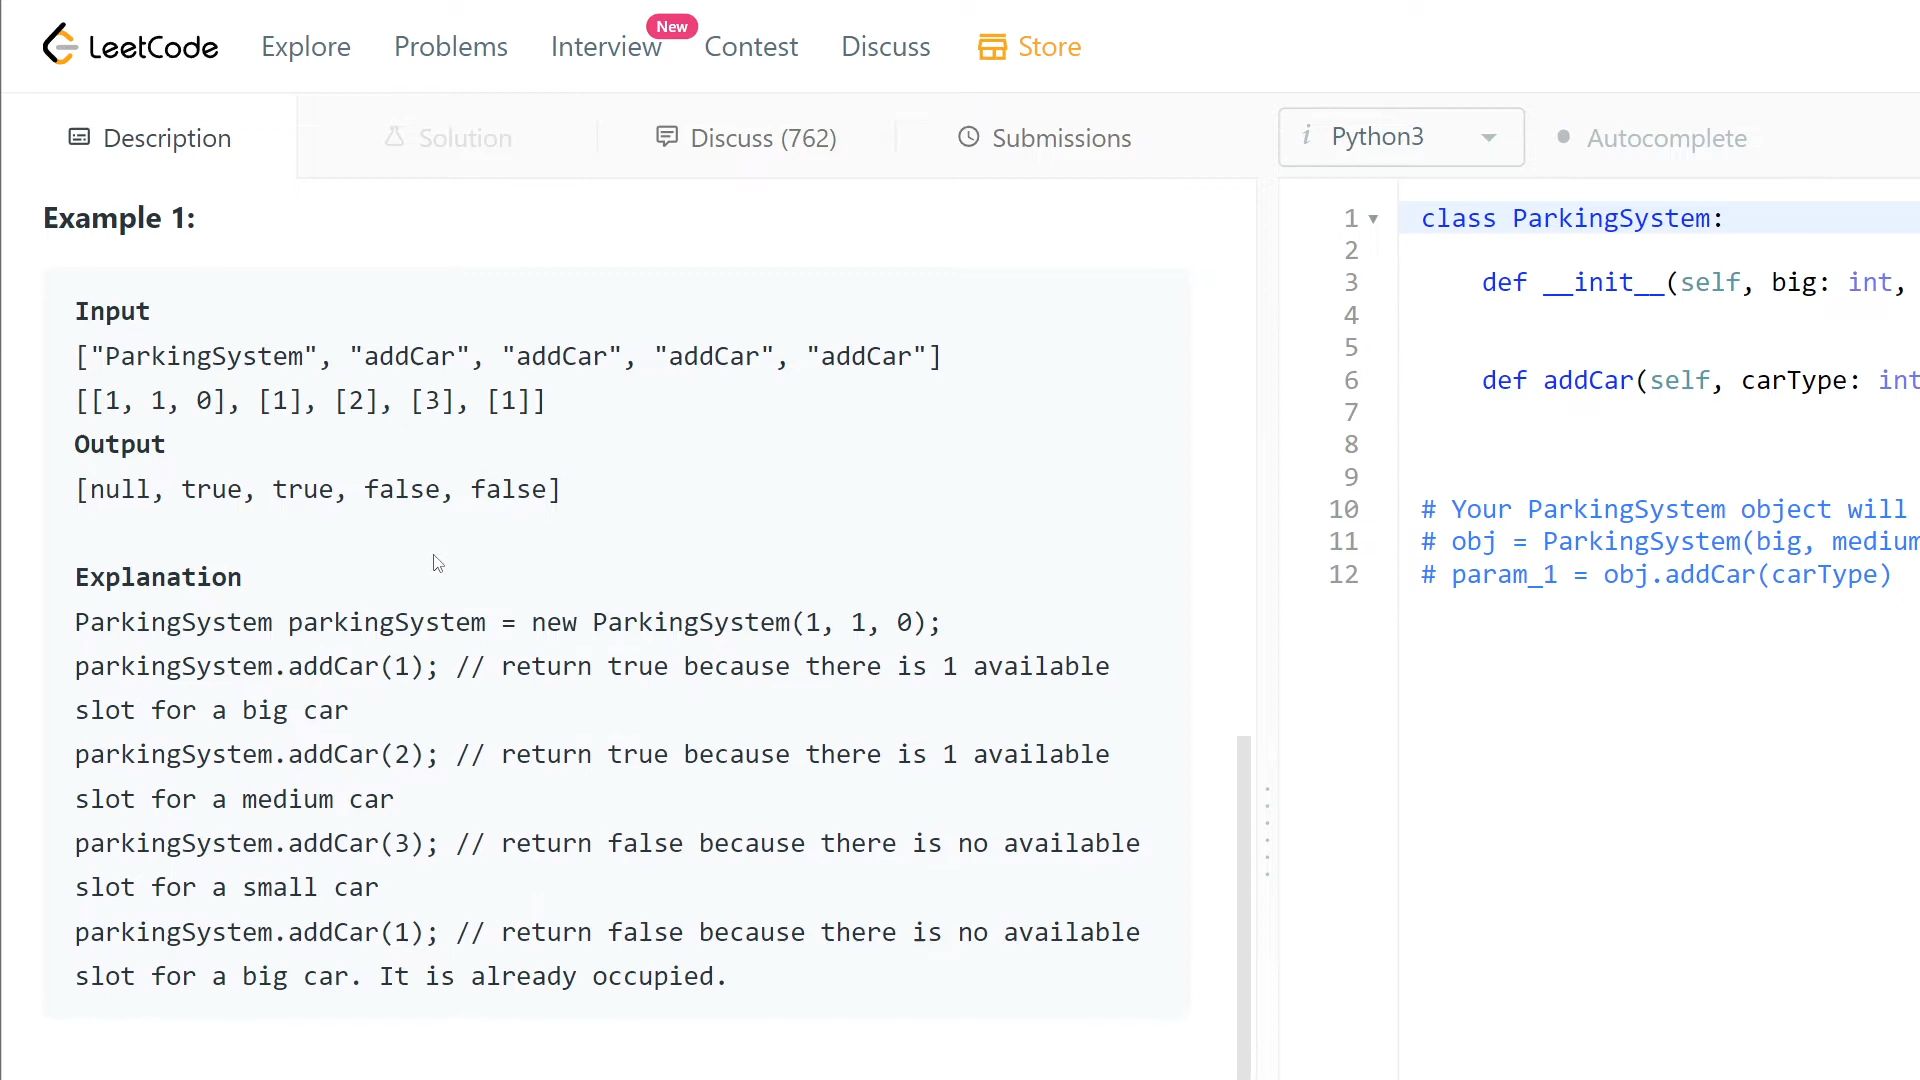 LeetCode Explore Problems Interview New Contest Discuss Store
Description Solution Discuss (762) Submissions
Example 1:
Input
["ParkingSystem", "addCar", "addCar", "addCar", "addCar"]
[[1, 1, 0], [1], [2], [3], [1]]
Output
[null, true, true, false, false]
Explanation
ParkingSystem parkingSystem = new ParkingSystem(1, 1, 0);
parkingSystem.addCar(1); // return true because there is 1 available
slot for a big car
parkingSystem.addCar(2); // return true because there is 1 available
slot for a medium car
parkingSystem.addCar(3); // return false because there is no available
slot for a small car
parkingSystem.addCar(1); // return false because there is no available
slot for a big car. It is already occupied.
i Python3 Autocomplete
1 class ParkingSystem:
2
3 def __init__(self, big: int,
4
5
6 def addCar(self, carType: int
7
8
9
10 # Your ParkingSystem object will
11 # obj = ParkingSystem(big, medium
12 # param_1 = obj.addCar(carType)